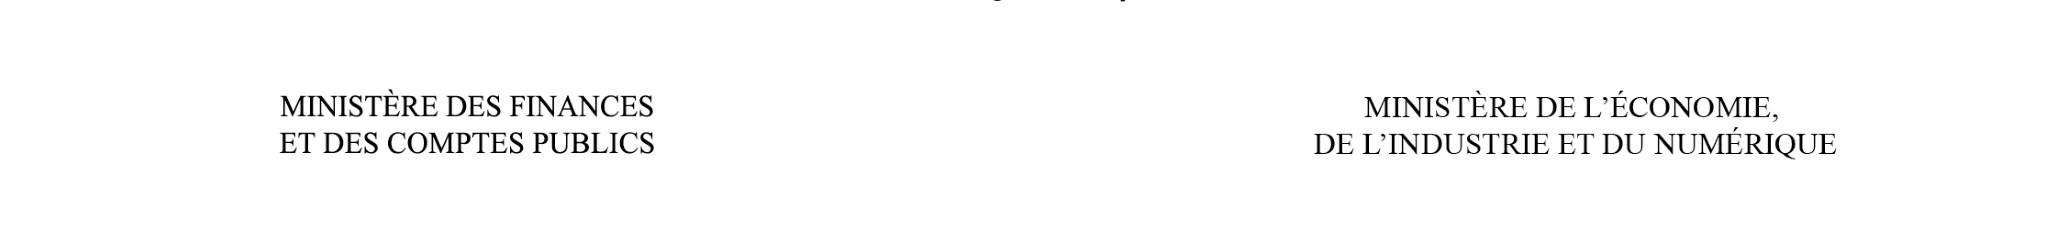 MINISTÈRE DES FINANCES
ET DES COMPTES PUBLICS
MINISTÈRE DE L’ÉCONOMIE,
DE L’INDUSTRIE ET DU NUMÉRIQUE